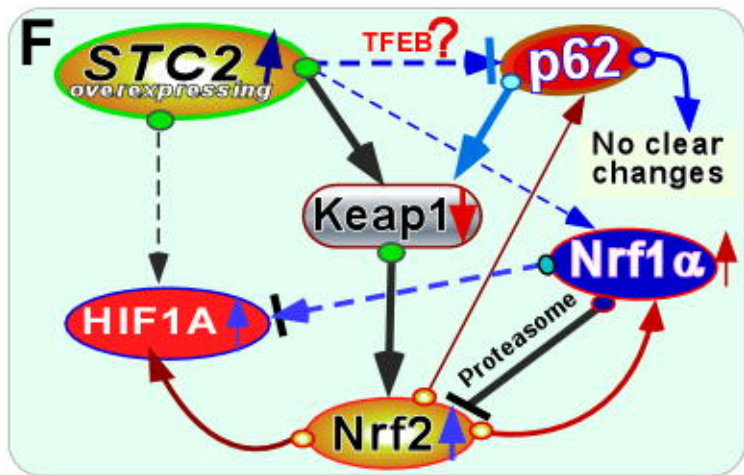 F
STC2
overexpressing
TFEB?
p62
No clear
changes
Keap1
Nrf1α
HIF1A
Proteasome
Nrf2